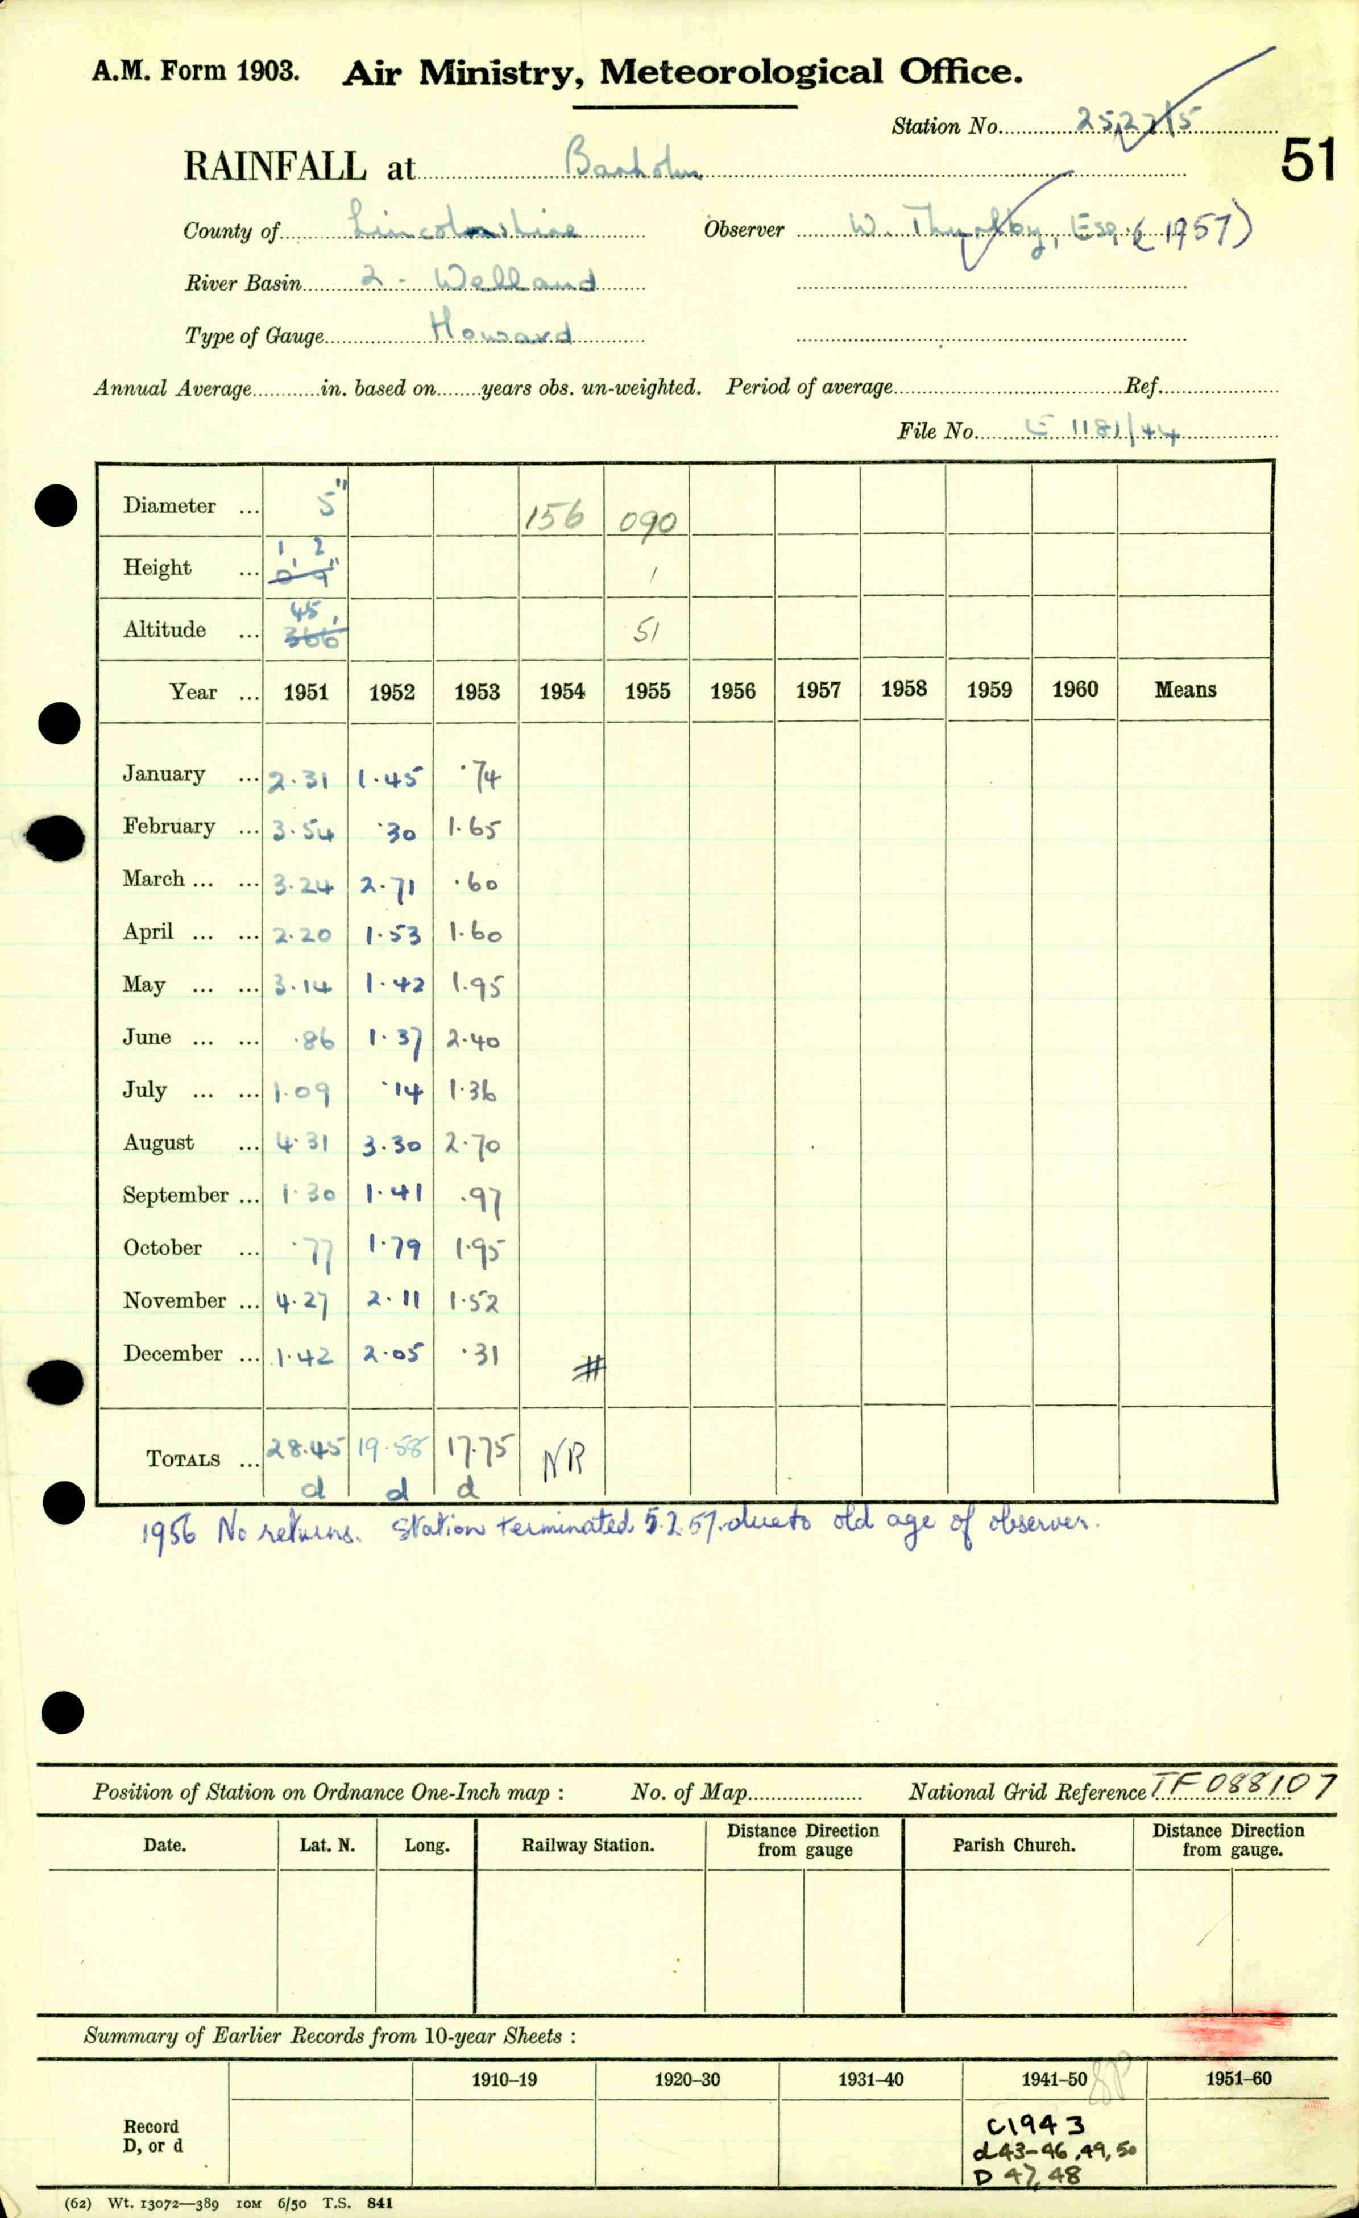 A.M. Form 1903. Air Ministry, Meteorological Office.
Station No. 2522/5
51
RAINFALL at Barholm
County of Lincolnshire Observer W. Thurlby, Esq. (1957)
River Basin 2 - Welland
Type of Gauge Howard
Annual Average in. based on years obs. un-weighted. Period of average Ref.
File No. E 1181/44
Diameter ... 5" 156 090
1 2
Height ... 0' 9" 1
45
Altitude ... 366' 51
Year ... 1951 1952 1953 1954 1955 1956 1957 1958 1959 1960 Means
January ... 2.31 1.45 .74
February ... 3.54 .30 1.65
March ... ... 3.24 2.71 .60
April ... ... 2.20 1.53 1.60
May ... ... 3.14 1.42 1.95
June ... ... .86 1.37 2.40
July ... ... 1.09 .14 1.36
August ... 4.31 3.30 2.70
September ... 1.30 1.41 .97
October ... .77 1.79 1.95
November ... 4.27 2.11 1.52
December ... 1.42 2.05 .31 #
TOTALS ... 28.45 19.58 17.75 NR
d d d
1956 No returns. Station terminated 5.2.57. due to old age of observer.
Position of Station on Ordnance One-Inch map : No. of Map National Grid Reference TF 088107
Date. Lat. N. Long. Railway Station. Distance from Direction gauge Parish Church. Distance from Direction gauge.
Summary of Earlier Records from 10-year Sheets :
1910-19 1920-30 1931-40 1941-50 1951-60
Record
D, or d
C1943
d 43-46, 49, 50
D 47, 48
(62) Wt. 13072—389 10M 6/50 T.S. 841